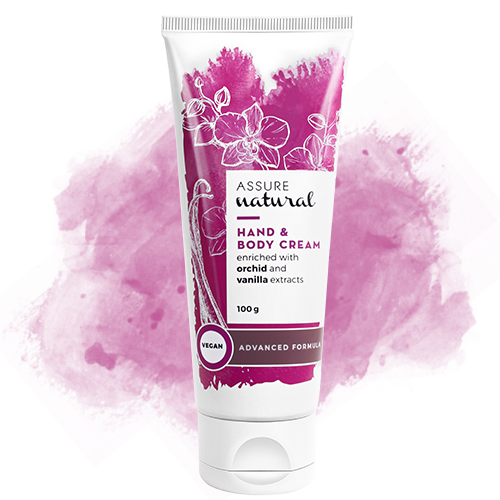 ASSURE
natural
HAND &
BODY CREAM
enriched with
orchid and
vanilla extracts
100 g
VEGAN
ADVANCED FORMULA